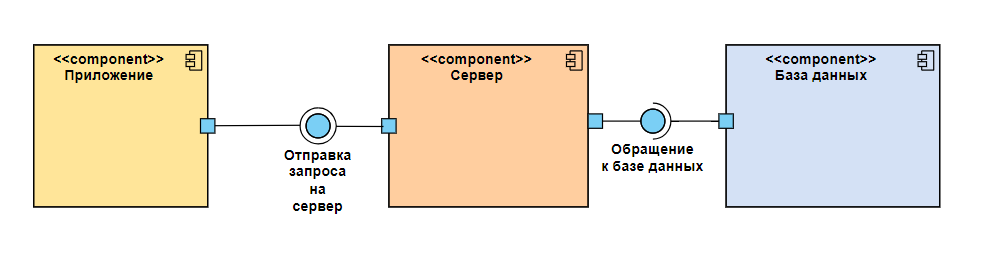 <<component>>
Приложение
<<component>>
Сервер
<<component>>
База данных
Отправка
запроса
на
сервер
Обращение
к базе данных